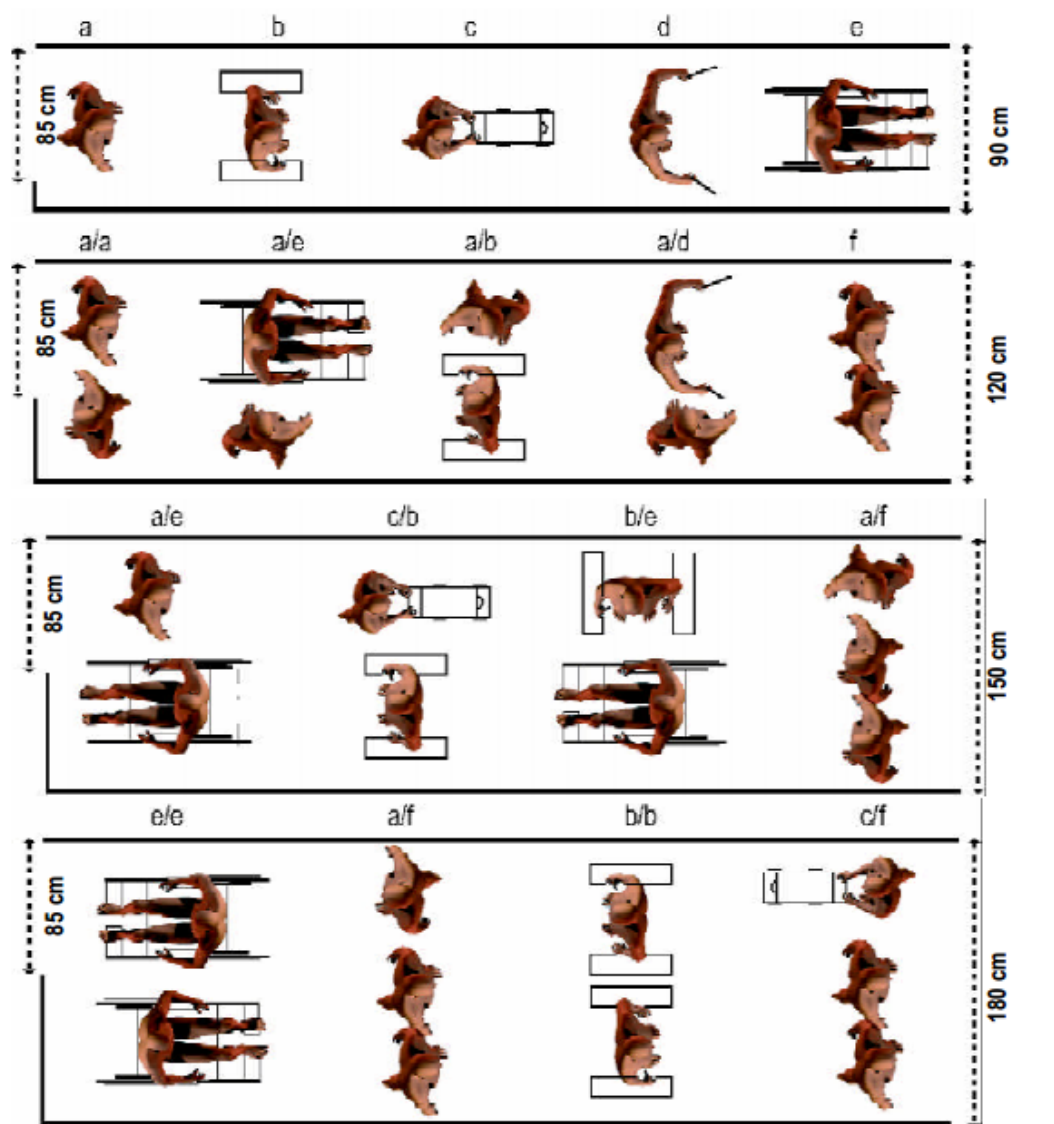 a b c d e
85 cm
90 cm
a/a a/e a/b a/d f
85 cm
120 cm
a/e c/b b/e a/f
85 cm
150 cm
e/e a/f b/b c/f
85 cm
180 cm